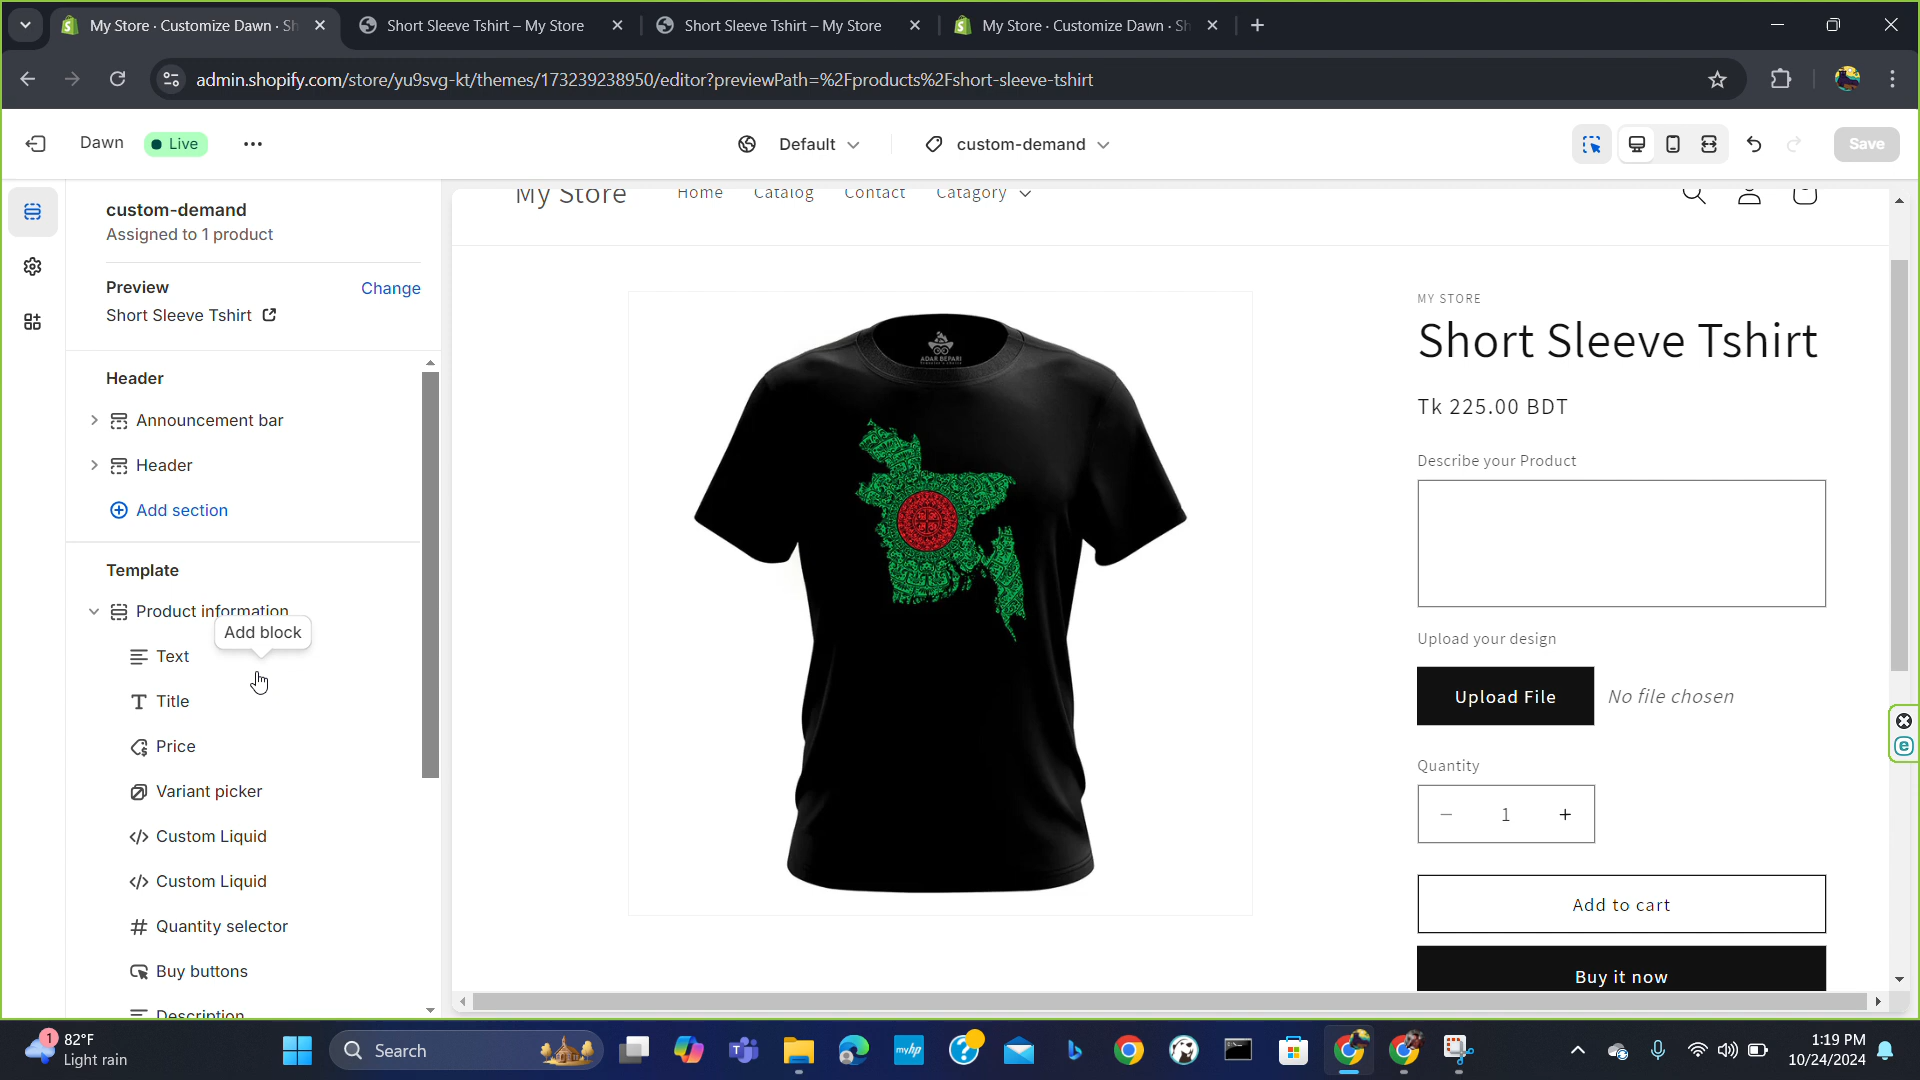 My Store · Customize Dawn · Sh
Short Sleeve Tshirt – My Store
Short Sleeve Tshirt – My Store
My Store · Customize Dawn · Sh
admin.shopify.com/store/yu9svg-kt/themes/173239238950/editor?previewPath=%2Fproducts%2Fshort-sleeve-tshirt
Dawn
Live
Default
custom-demand
Save
custom-demand
Assigned to 1 product
Preview
Change
Short Sleeve Tshirt
Header
Announcement bar
Header
Add section
Template
Product information
Add block
Text
Title
Price
Variant picker
Custom Liquid
Custom Liquid
Quantity selector
Buy buttons
Description
My Store
Home
Catalog
Contact
Catagory
ADAR BEPARI
MY STORE
Short Sleeve Tshirt
Tk 225.00 BDT
Describe your Product
Upload your design
Upload File
No file chosen
Quantity
1
Add to cart
Buy it now
1
82°F
Light rain
Search
myhp
1:19 PM
10/24/2024